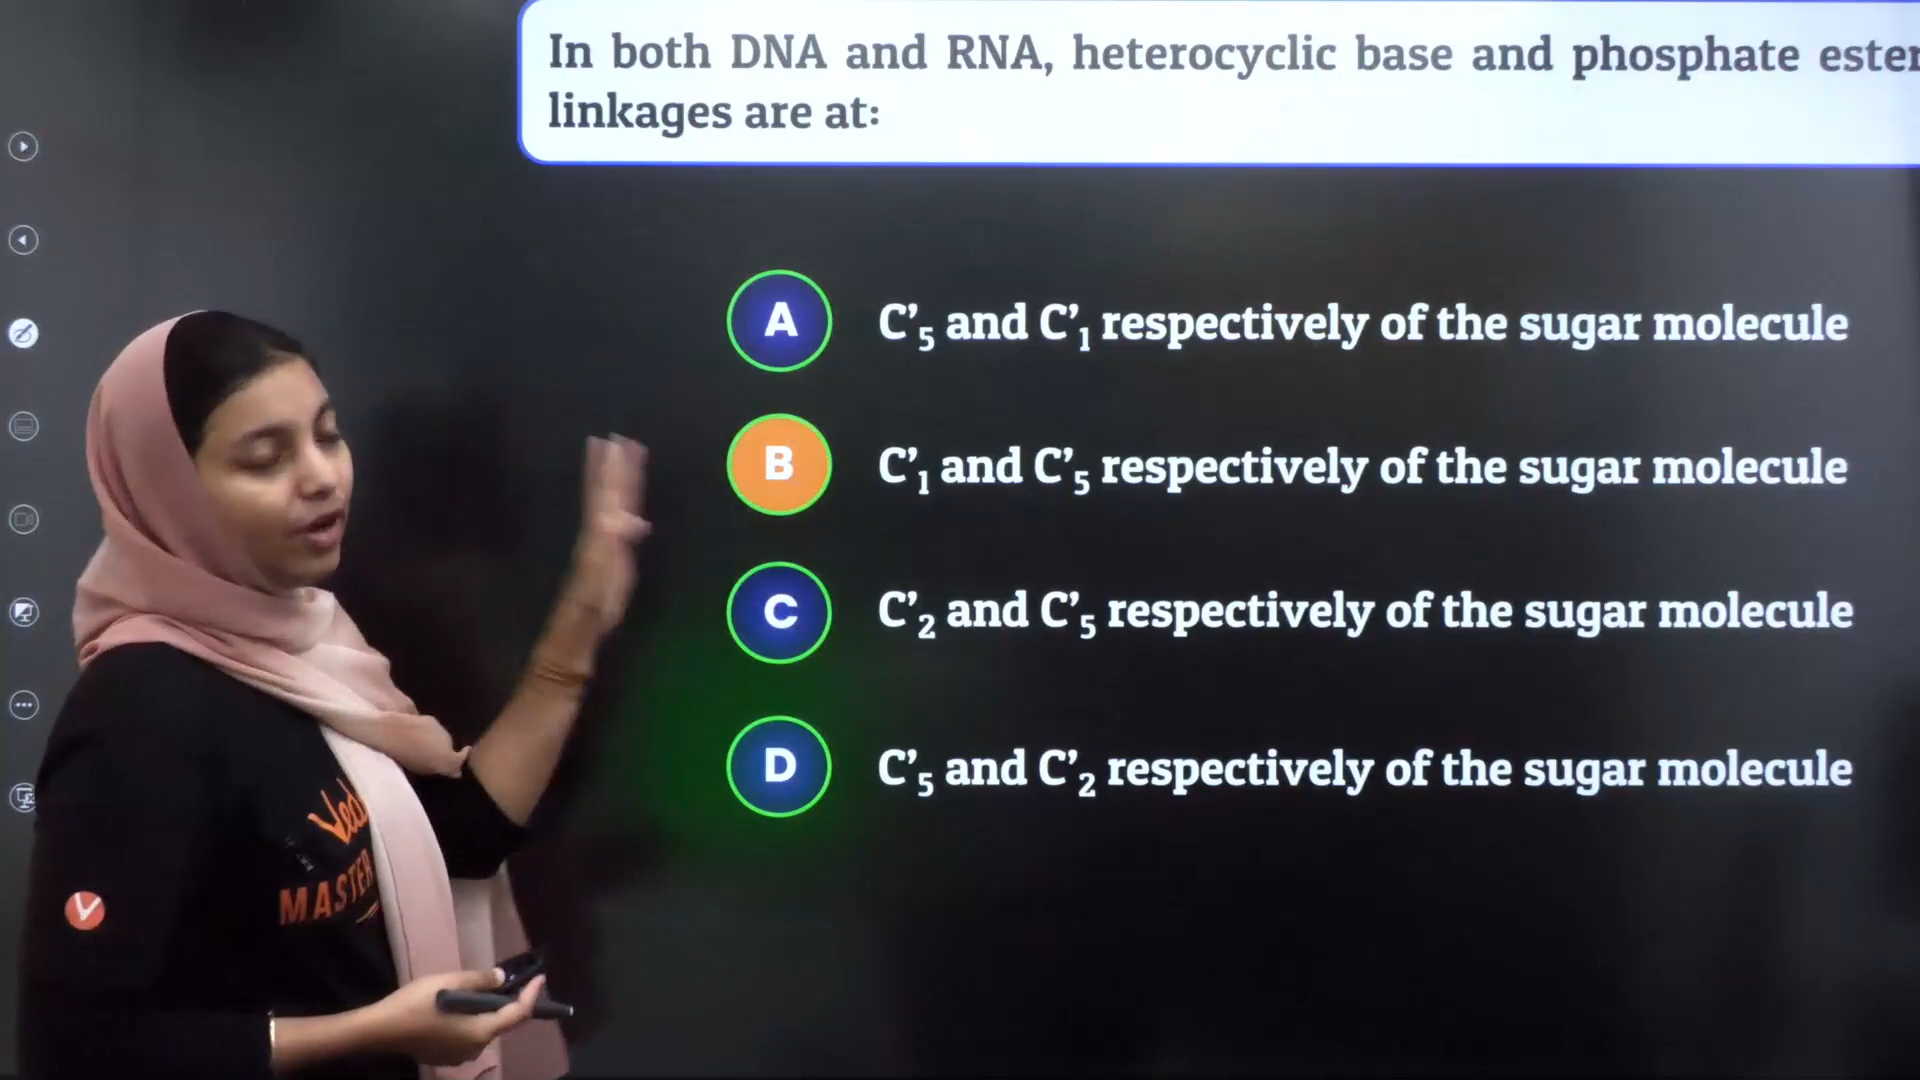 In both DNA and RNA, heterocyclic base and phosphate ester
linkages are at:
A C’₅ and C’₁ respectively of the sugar molecule
B C’₁ and C’₅ respectively of the sugar molecule
C C’₂ and C’₅ respectively of the sugar molecule
D C’₅ and C’₂ respectively of the sugar molecule
MASTER